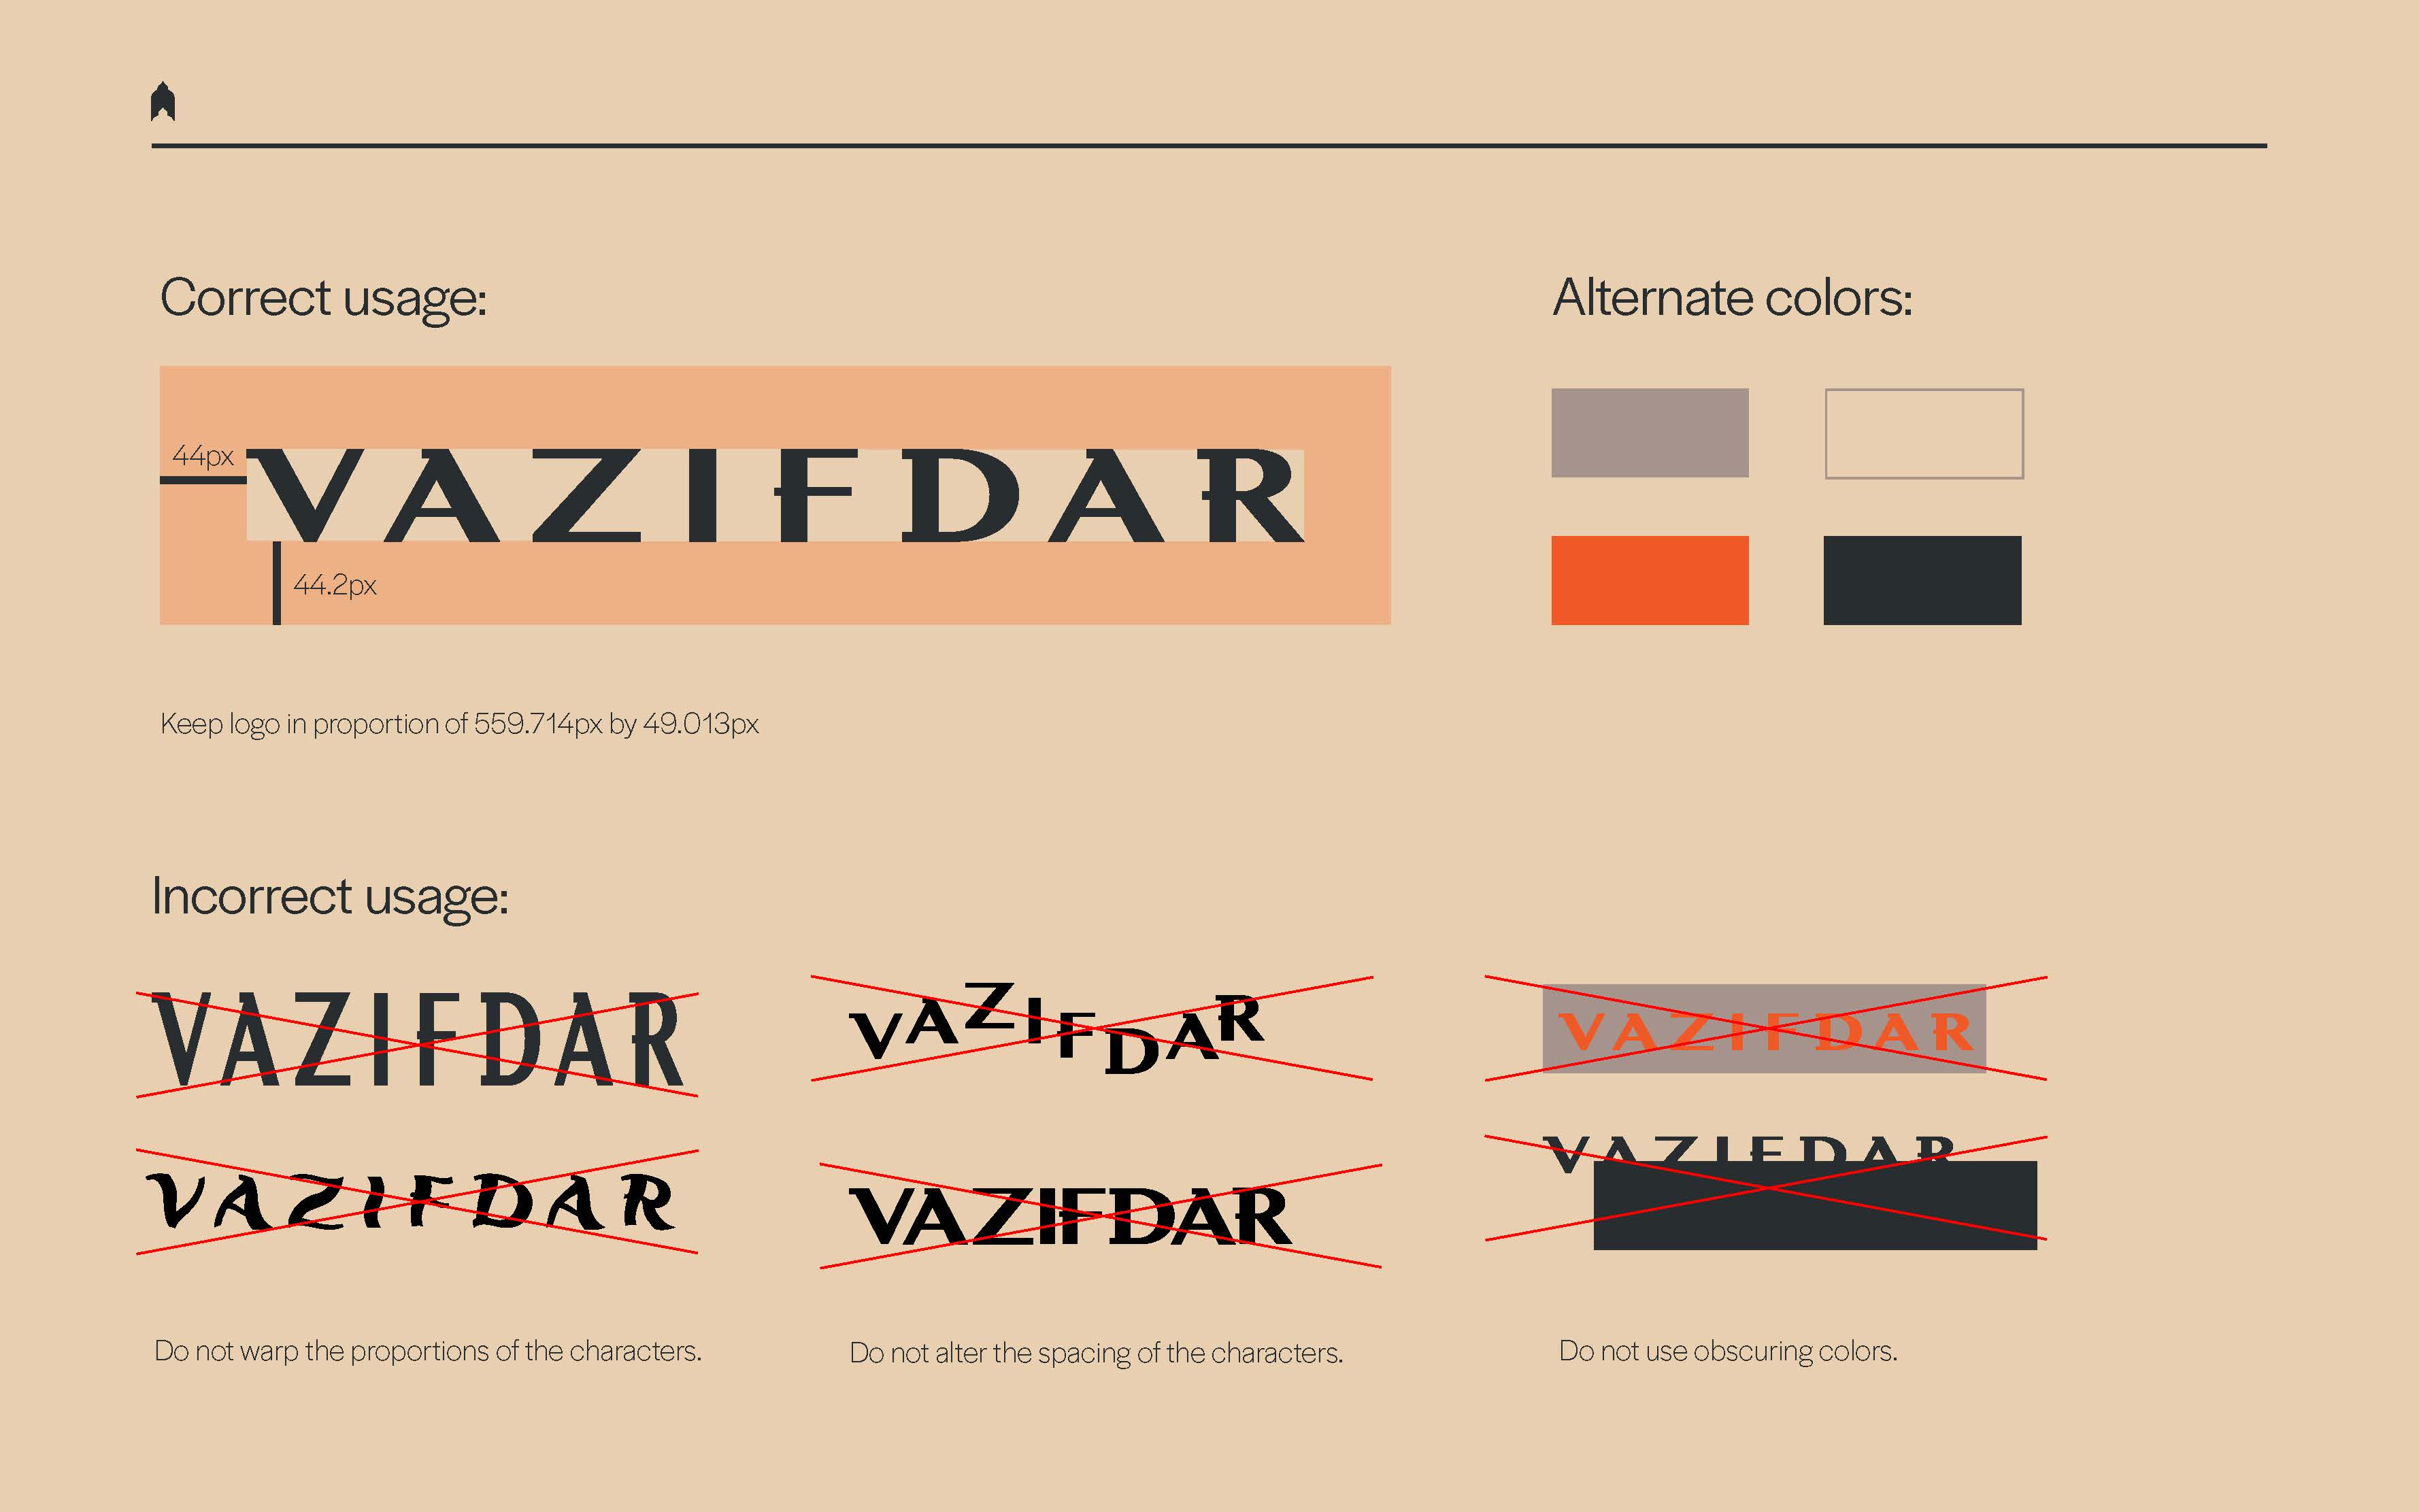 Correct usage:
Alternate colors:
44px
VAZIFDAR
44.2px
Keep logo in proportion of 559.714px by 49.013px
Incorrect usage:
VAZIFDAR
VAZIFDAR
VAZIFDAR
VAZIFDAR
VAZIFDAR
VAZIFDAR
Do not warp the proportions of the characters.
Do not alter the spacing of the characters.
Do not use obscuring colors.